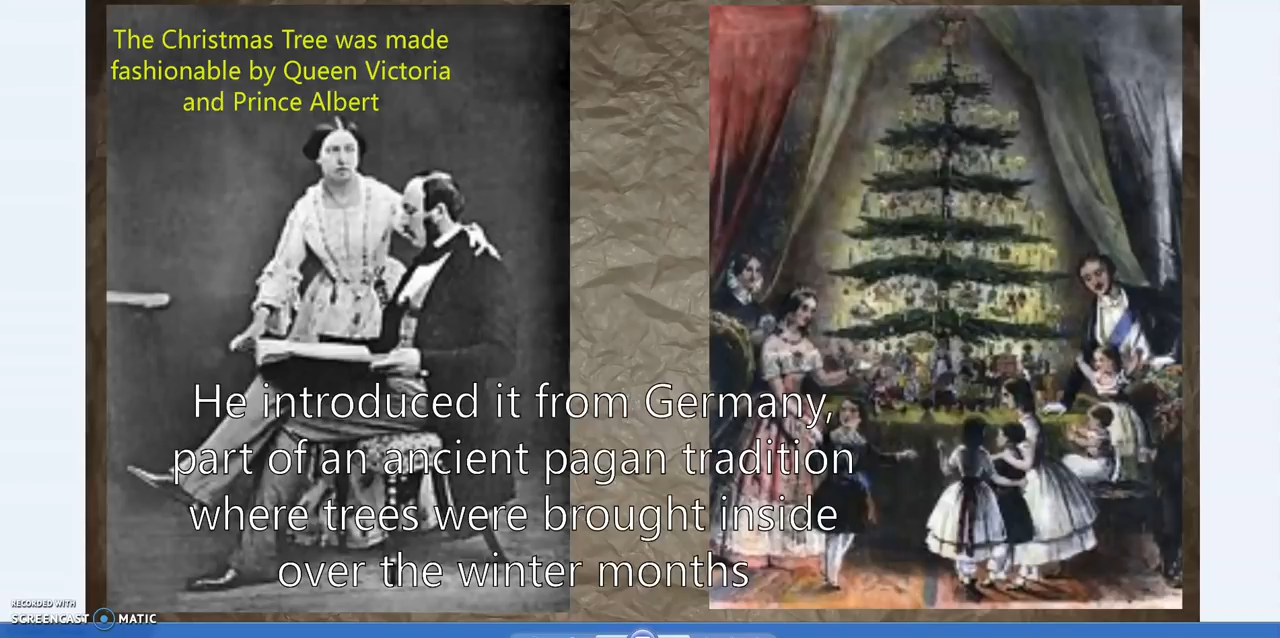 The Christmas Tree was made
fashionable by Queen Victoria
and Prince Albert
He introduced it from Germany,
part of an ancient pagan tradition
where trees were brought inside
over the winter months
RECORDED WITH
SCREENCAST MATIC